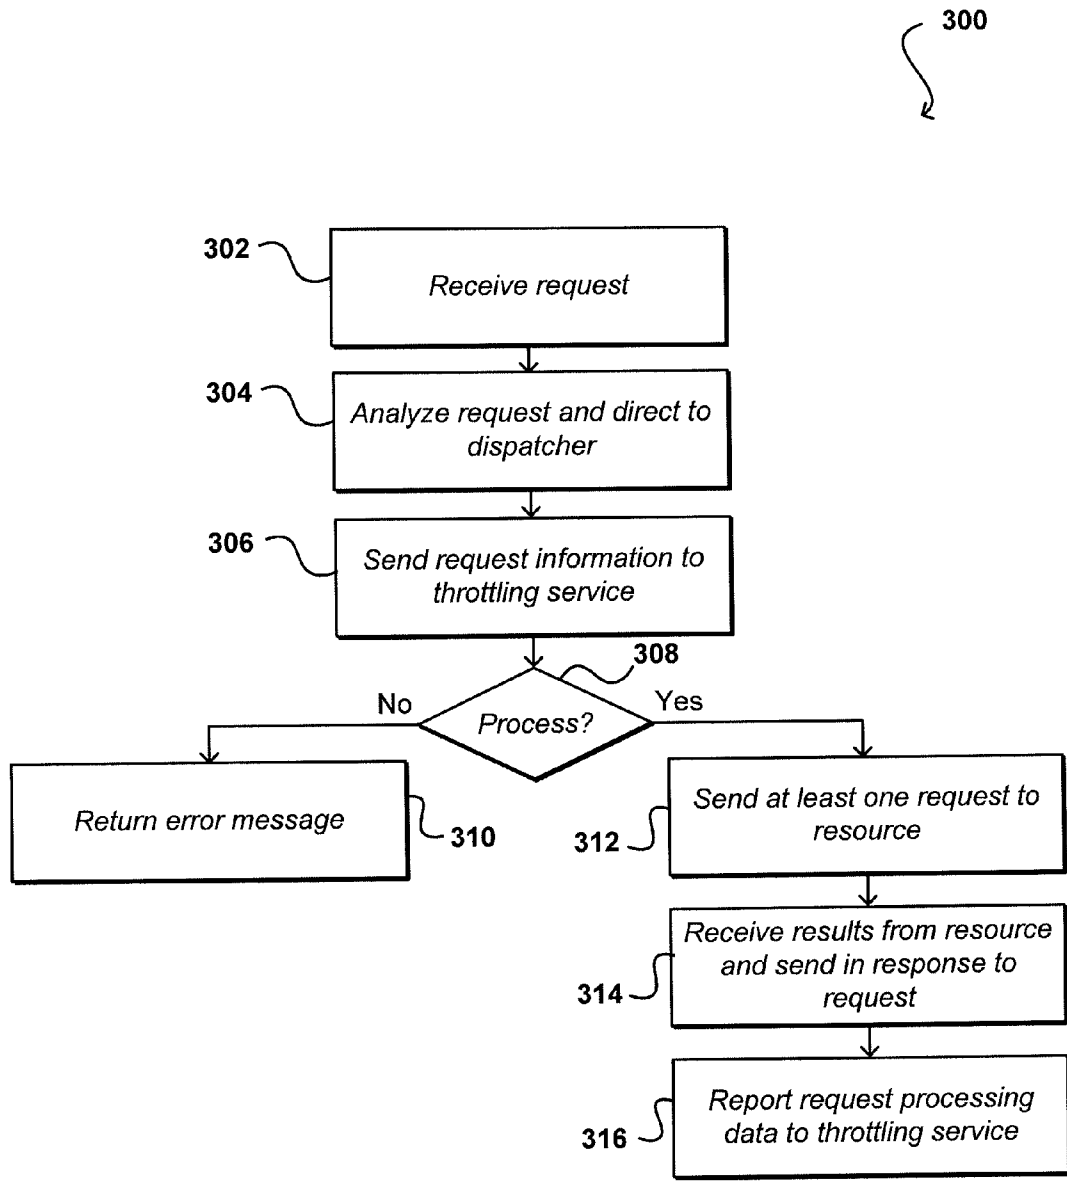 300
302
Receive request
304
Analyze request and direct to
dispatcher
306
Send request information to
throttling service
308
No
Process?
Yes
Return error message
310
Send at least one request to
resource
312
Receive results from resource
and send in response to
request
314
Report request processing
data to throttling service
316